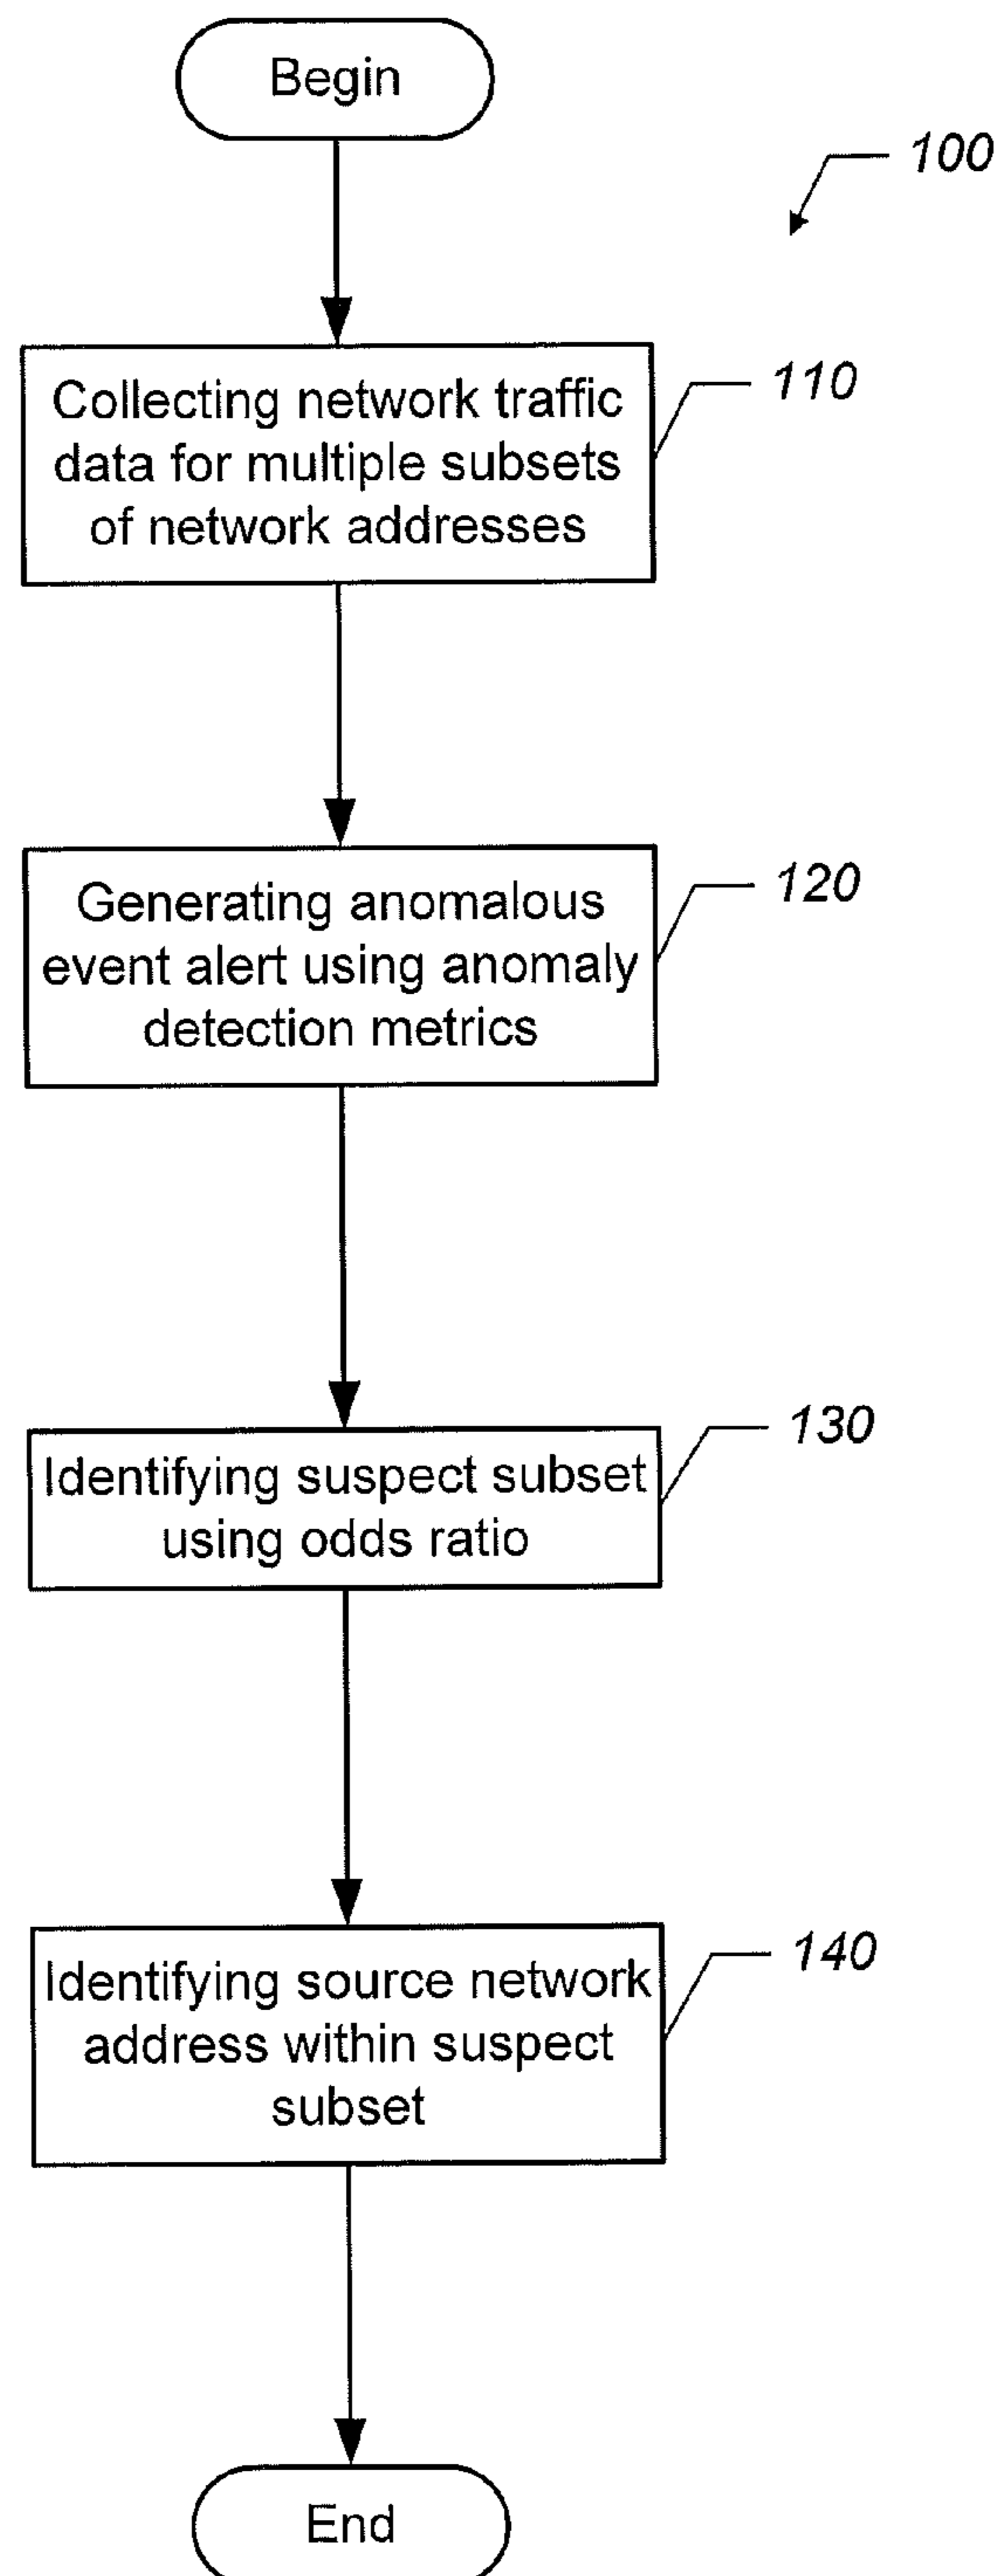 Begin
100
Collecting network traffic
data for multiple subsets
of network addresses
110
Generating anomalous
event alert using anomaly
detection metrics
120
Identifying suspect subset
using odds ratio
130
Identifying source network
address within suspect
subset
140
End